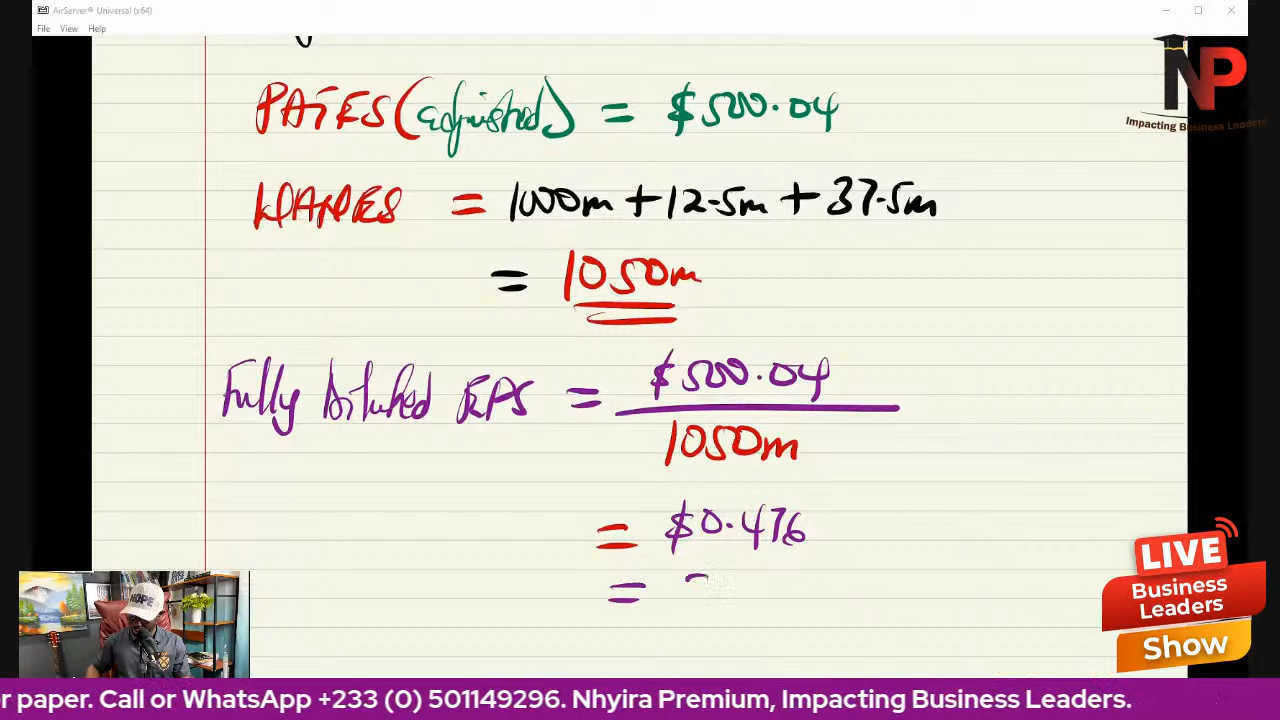 AirServer® Universal (x64)
File View Help
NP
Impacting Business Leaders
PATES (adjusted) = $500.04
= 1000m + 12.5m + 37.5m
= 1050m
Fully Diluted EPS = $500.04
1050m
= $0.476
=
HOPE
LIVE
Business
Leaders
Show
r paper. Call or WhatsApp +233 (0) 501149296. Nhyira Premium, Impacting Business Leaders.